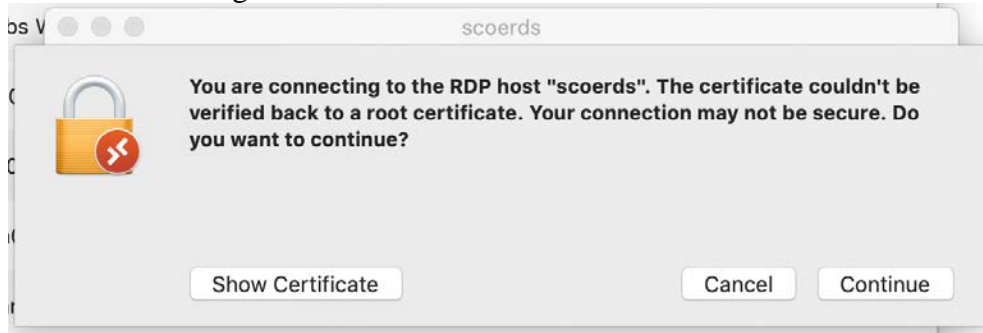 scoerds
You are connecting to the RDP host "scoerds". The certificate couldn't be
verified back to a root certificate. Your connection may not be secure. Do
you want to continue?
Show Certificate
Cancel
Continue